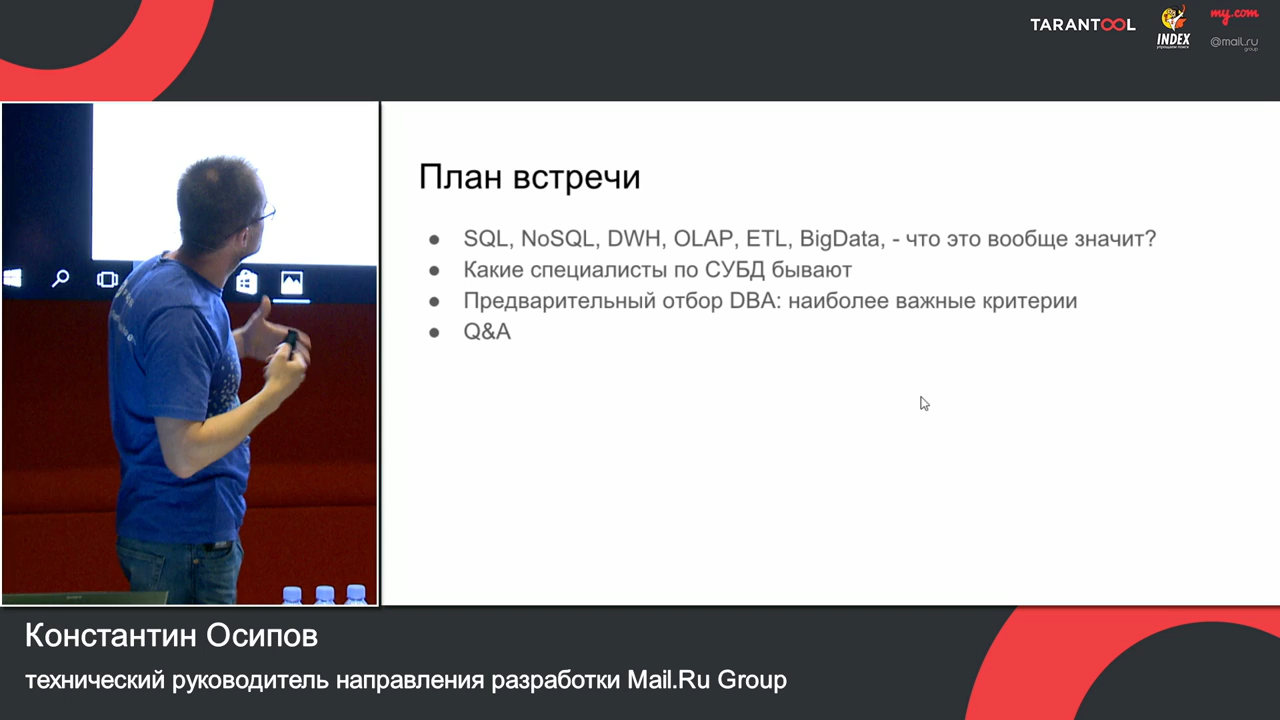 TARANTOOL
INDEX
my.com
@mail.ru
group
План встречи
SQL, NoSQL, DWH, OLAP, ETL, BigData, - что это вообще значит?
Какие специалисты по СУБД бывают
Предварительный отбор DBA: наиболее важные критерии
Q&A
Константин Осипов
технический руководитель направления разработки Mail.Ru Group